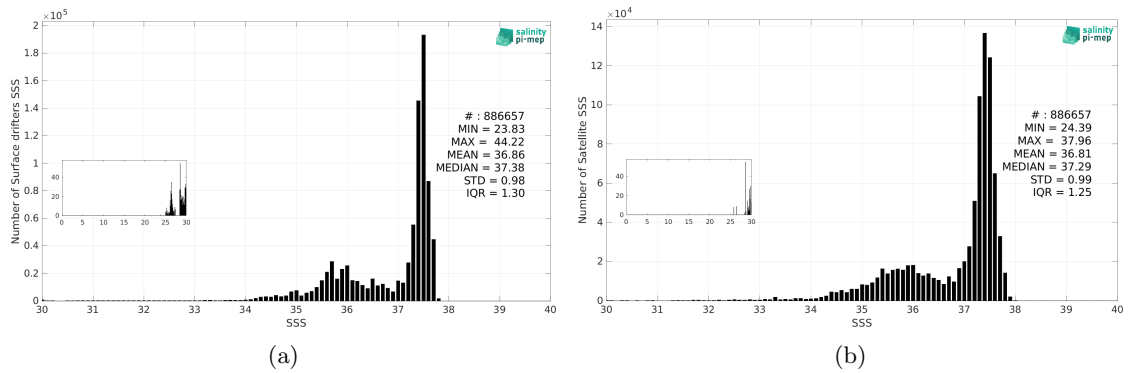 ×10⁵
2
1.8
1.6
1.4
1.2
1
0.8
0.6
0.4
0.2
0
Number of Surface drifters SSS
salinity
pi-mep
# : 886657
MIN = 23.83
MAX = 44.22
MEAN = 36.86
MEDIAN = 37.38
STD = 0.98
IQR = 1.30
40
20
0
0 5 10 15 20 25 30
30 31 32 33 34 35 36 37 38 39 40
SSS
(a)
×10⁴
14
12
10
8
6
4
2
0
Number of Satellite SSS
salinity
pi-mep
# : 886657
MIN = 24.39
MAX = 37.96
MEAN = 36.81
MEDIAN = 37.29
STD = 0.99
IQR = 1.25
40
20
0
0 5 10 15 20 25 30
30 31 32 33 34 35 36 37 38 39 40
SSS
(b)